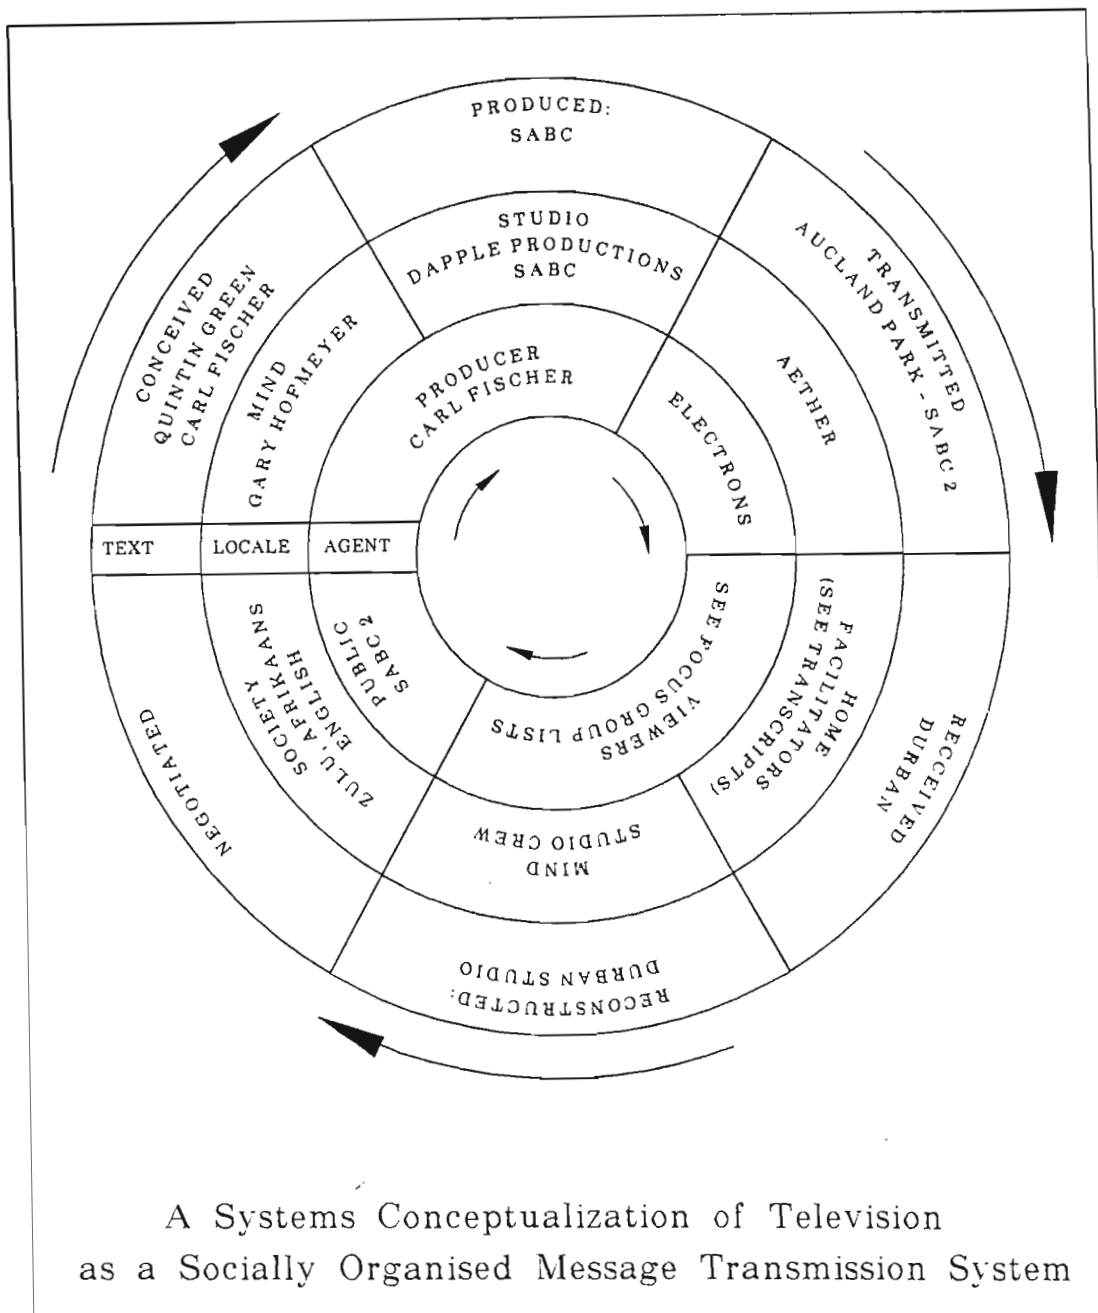 PRODUCED:
SABC
STUDIO
DAPPLE PRODUCTIONS
SABC
PRODUCER
CARL FISCHER
TRANSMITTED
AUCLAND PARK - SABC 2
AETHER
ELECTRONS
RECCEIVED
DURBAN
HOME
FACILITATORS
(SEE TRANSCRIPTS)
VIEWERS
SEE FOCUS GROUP LISTS
RECONSTRUCTED:
DURBAN STUDIO
MIND
STUDIO CREW
NEGOTIATED
SOCIETY
ZULU, AFRIKAANS
ENGLISH
PUBLIC
SABC 2
TEXT
LOCALE
AGENT
CONCEIVED
QUINTIN GREEN
CARL FISCHER
MIND
GARY HOFMEYER
A Systems Conceptualization of Television
as a Socially Organised Message Transmission System